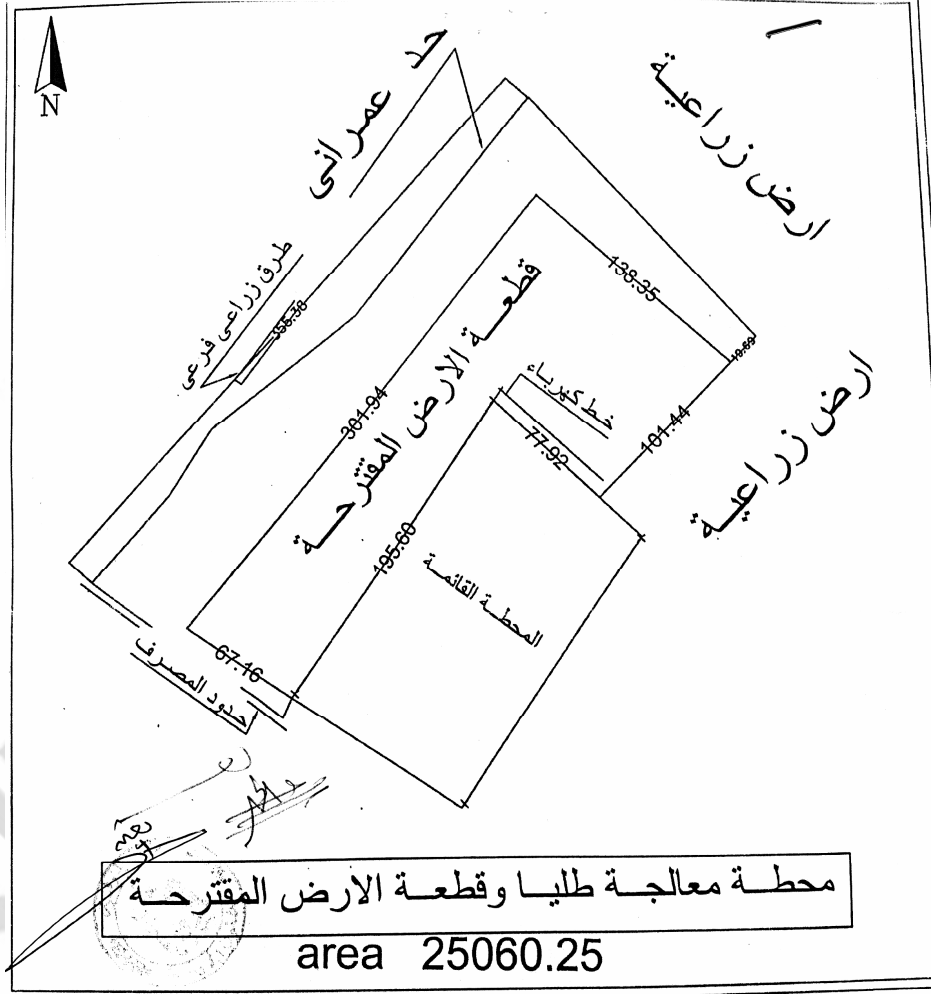 N
حد عمرانى
ارض زراعية
طرق زراعى فرعى
355.38
138.35
قطعة الارض المقترحة
301.94
خط كهرباء
77.92
101.44
ارض زراعية
195.60
المحطة القائمة
67.16
حدود المصرف
محطة معالجة طليا وقطعة الارض المقترحة
area 25060.25